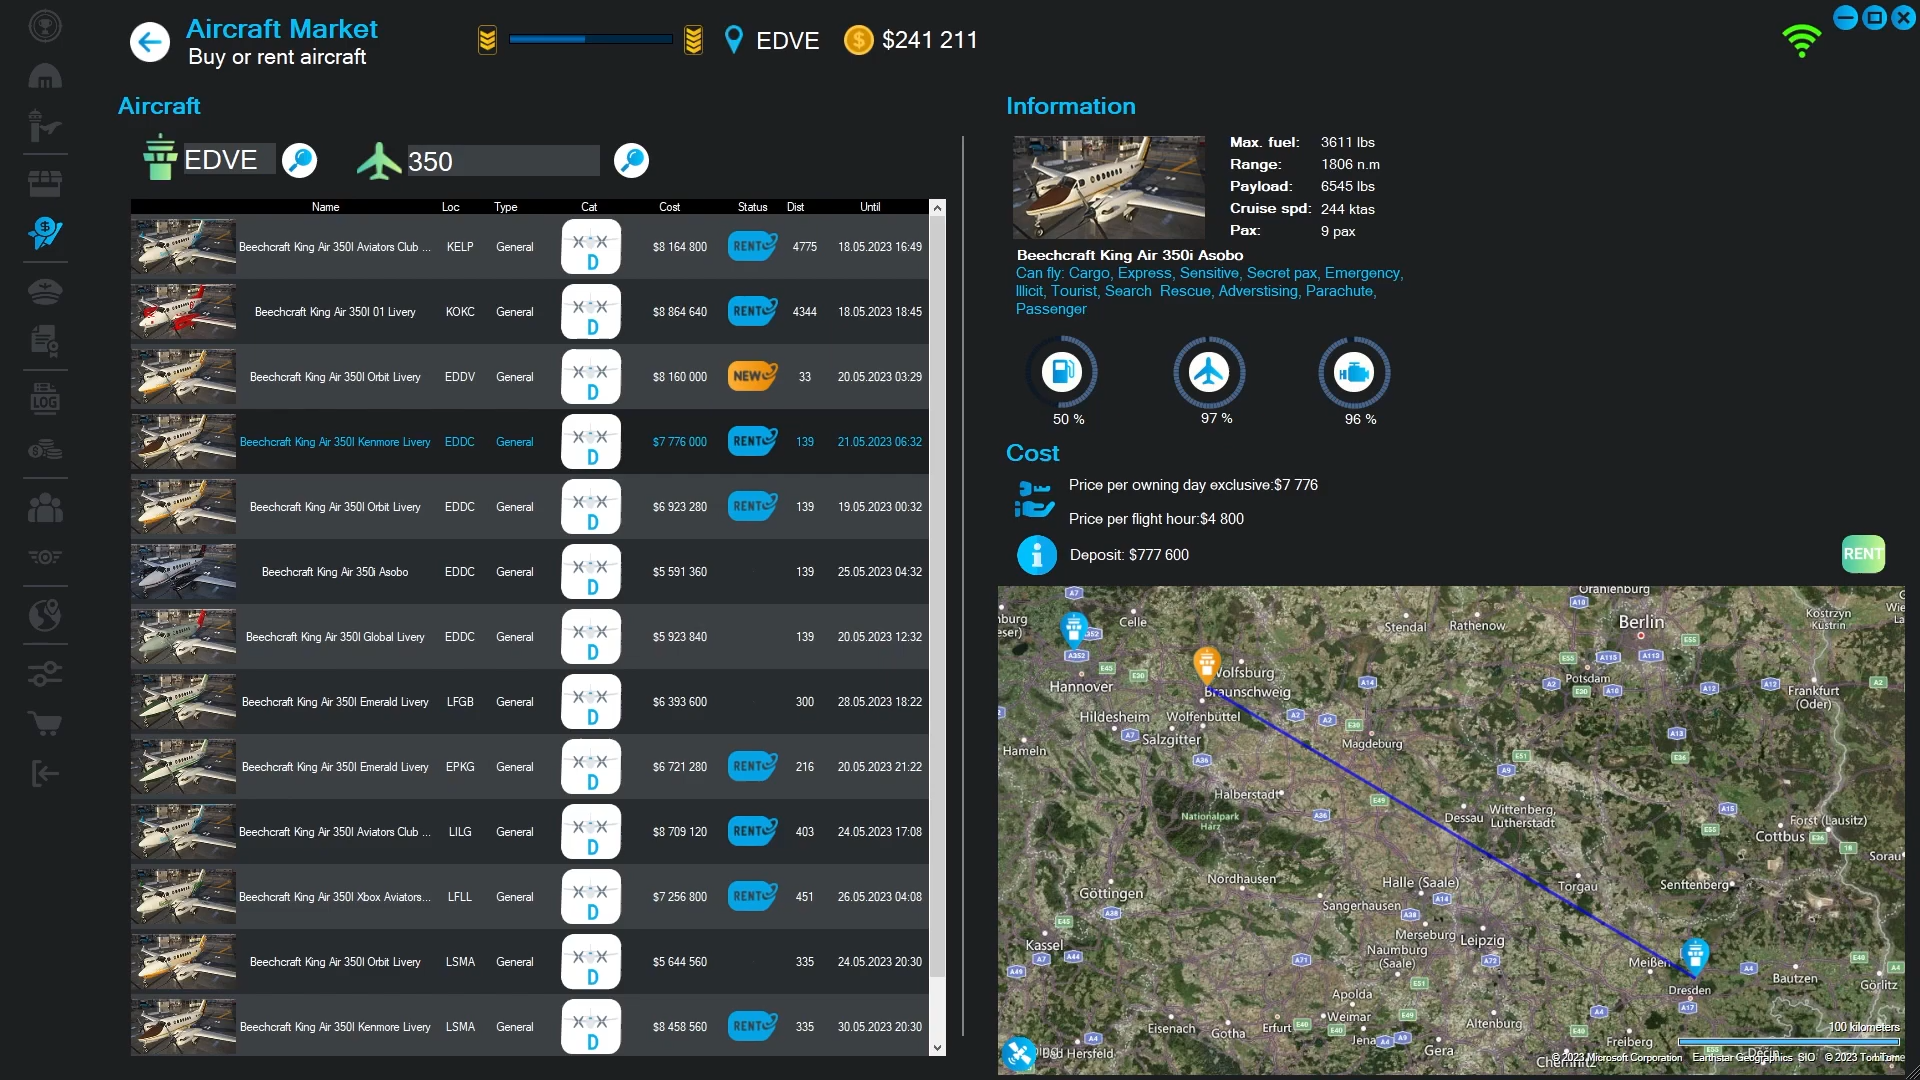 Aircraft Market
Buy or rent aircraft
EDVE
$241 211
Aircraft
EDVE
350
Name Loc Type Cat Cost Status Dist Until
Beechcraft King Air 350I Aviators Club ... KELP General D $8 164 800 RENT 4775 18.05.2023 16:49
Beechcraft King Air 350I 01 Livery KOKC General D $8 864 640 RENT 4344 18.05.2023 18:45
Beechcraft King Air 350I Orbit Livery EDDV General D $8 160 000 NEW 33 20.05.2023 03:29
Beechcraft King Air 350I Kenmore Livery EDDC General D $7 776 000 RENT 139 21.05.2023 06:32
Beechcraft King Air 350I Orbit Livery EDDC General D $6 923 280 RENT 139 19.05.2023 00:32
Beechcraft King Air 350i Asobo EDDC General D $5 591 360 139 25.05.2023 04:32
Beechcraft King Air 350I Global Livery EDDC General D $5 923 840 139 20.05.2023 12:32
Beechcraft King Air 350I Emerald Livery LFGB General D $6 393 600 300 28.05.2023 18:22
Beechcraft King Air 350I Emerald Livery EPKG General D $6 721 280 RENT 216 20.05.2023 21:22
Beechcraft King Air 350I Aviators Club ... LILG General D $8 709 120 RENT 403 24.05.2023 17:08
Beechcraft King Air 350I Xbox Aviators... LFLL General D $7 256 800 RENT 451 26.05.2023 04:08
Beechcraft King Air 350I Orbit Livery LSMA General D $5 644 560 335 24.05.2023 20:30
Beechcraft King Air 350I Kenmore Livery LSMA General D $8 458 560 RENT 335 30.05.2023 20:30
LOG
Information
Max. fuel: 3611 lbs
Range: 1806 n.m
Payload: 6545 lbs
Cruise spd: 244 ktas
Pax: 9 pax
Beechcraft King Air 350i Asobo
Can fly: Cargo, Express, Sensitive, Secret pax, Emergency,
Illicit, Tourist, Search Rescue, Adverstising, Parachute,
Passenger
50 % 97 % 96 %
Cost
Price per owning day exclusive:$7 776
Price per flight hour:$4 800
Deposit: $777 600
RENT
Oranienburg
Celle
Stendal
Rathenow
Berlin
Kostrzyn
Küstrin
Hannover
Wolfsburg
Braunschweig
Potsdam
Frankfurt
(Oder)
Hildesheim
Wolfenbüttel
Salzgitter
Hameln
Magdeburg
Halberstadt
Nationalpark
Harz
Dessau
Wittenberg,
Lutherstadt
Cottbus
Forst (Lausitz)
Göttingen
Nordhausen
Halle (Saale)
Torgau
Senftenberg
Sangerhausen
Merseburg
Leipzig
Kassel
Naumburg
(Saale)
Meißen
Dresden
Bautzen
Görlitz
Apolda
Weimar
Eisenach
Gotha
Erfurt
Jena
Gera
Altenburg
Freiberg
Bad Hersfeld
100 kilometers
© 2023 Microsoft Corporation Earthstar Geographics SIO © 2023 TomTom